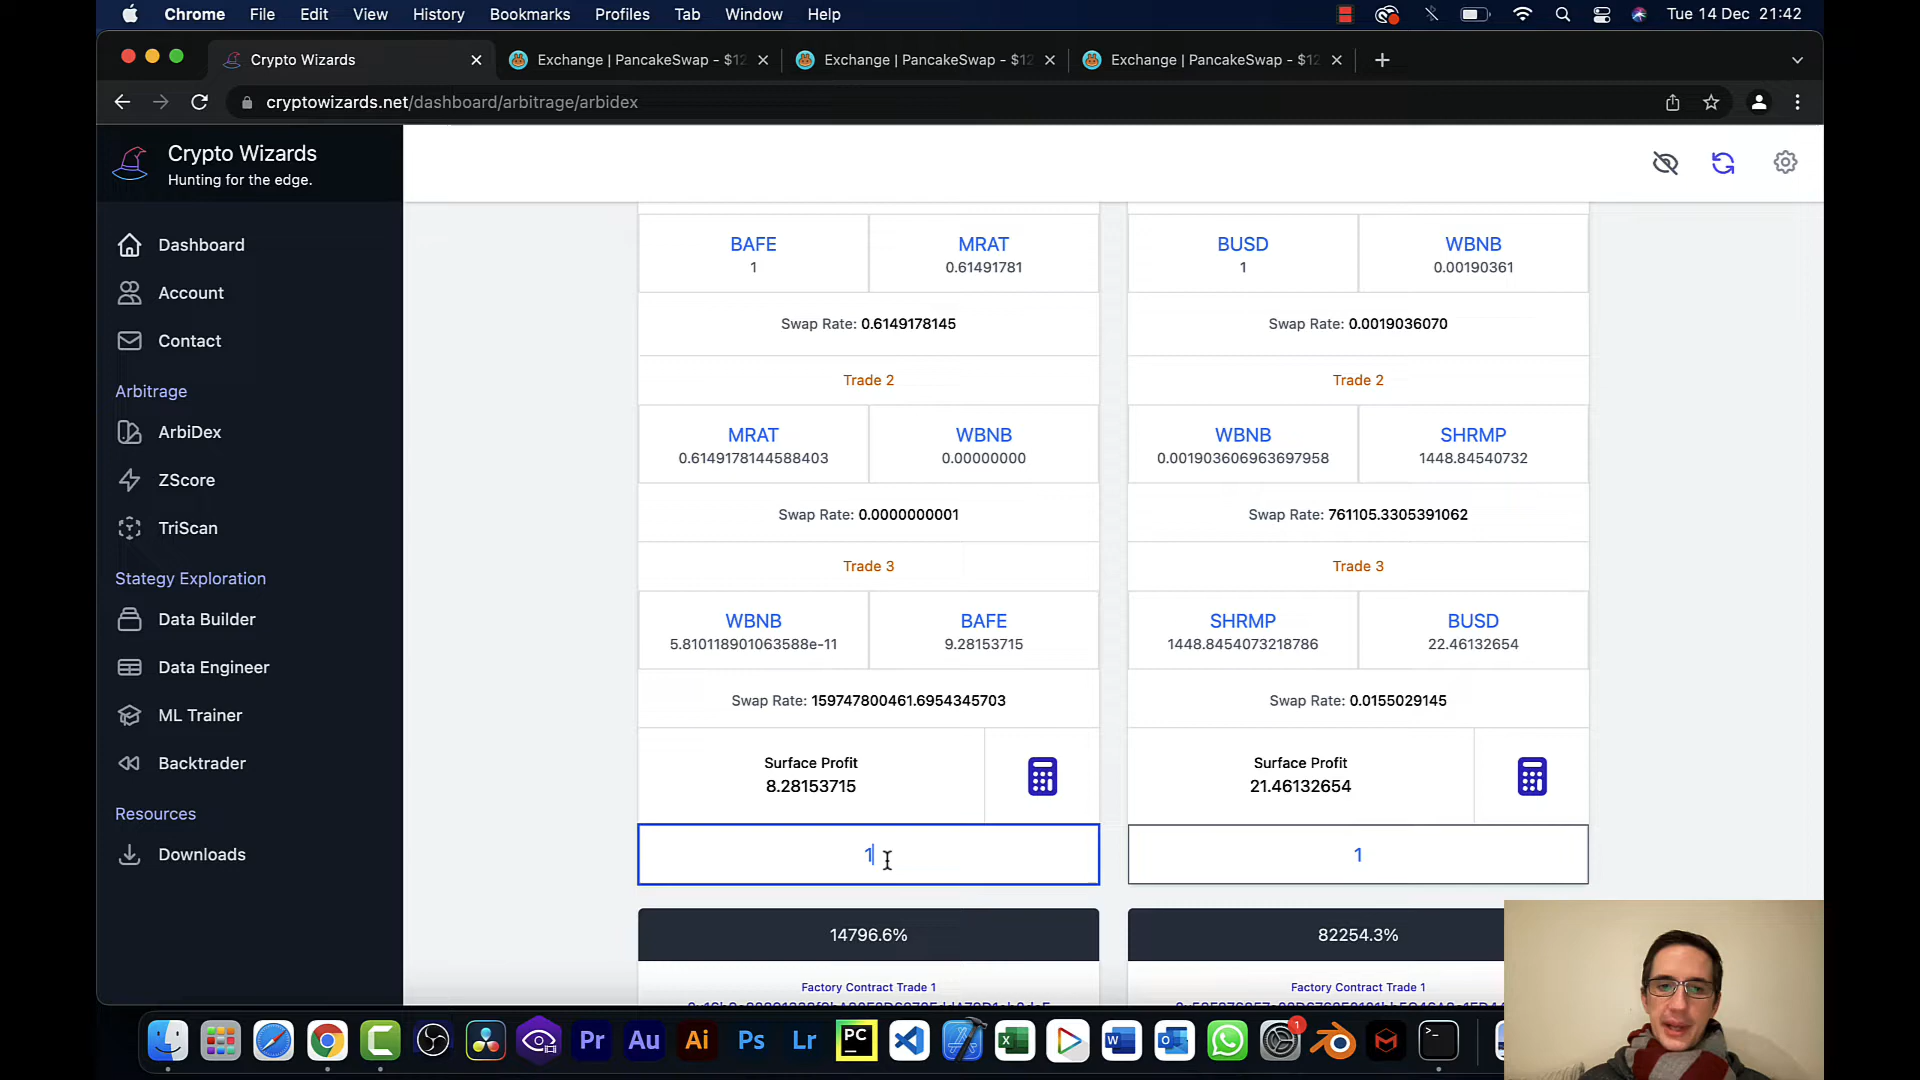 Chrome File Edit View History Bookmarks Profiles Tab Window Help
1
Tue 14 Dec 21:42
Crypto Wizards
Exchange | PancakeSwap - $12
Exchange | PancakeSwap - $12
Exchange | PancakeSwap - $12
cryptowizards.net/dashboard/arbitrage/arbidex
Crypto Wizards
Hunting for the edge.
Dashboard
Account
Contact
Arbitrage
ArbiDex
ZScore
TriScan
Stategy Exploration
Data Builder
Data Engineer
ML Trainer
Backtrader
Resources
Downloads
BAFE MRAT
1 0.61491781
Swap Rate: 0.6149178145
Trade 2
MRAT WBNB
0.6149178144588403 0.00000000
Swap Rate: 0.0000000001
Trade 3
WBNB BAFE
5.810118901063588e-11 9.28153715
Swap Rate: 159747800461.6954345703
Surface Profit
8.28153715
1
14796.6%
Factory Contract Trade 1
BUSD WBNB
1 0.00190361
Swap Rate: 0.0019036070
Trade 2
WBNB SHRMP
0.001903606963697958 1448.84540732
Swap Rate: 761105.3305391062
Trade 3
SHRMP BUSD
1448.8454073218786 22.46132654
Swap Rate: 0.0155029145
Surface Profit
21.46132654
1
82254.3%
Factory Contract Trade 1
Pr Au Ai Ps Lr PC